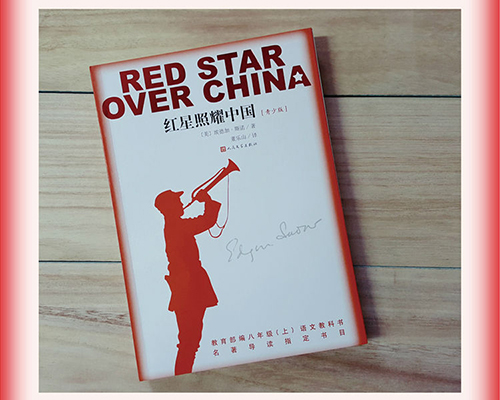 RED STAR
OVER CHINA
红星照耀中国 [青少版]
[美] 埃德加·斯诺 / 著
董乐山 / 译
人民文学出版社
Edgar Snow
教育部编八年级(上)语文教科书
名著导读指定书目